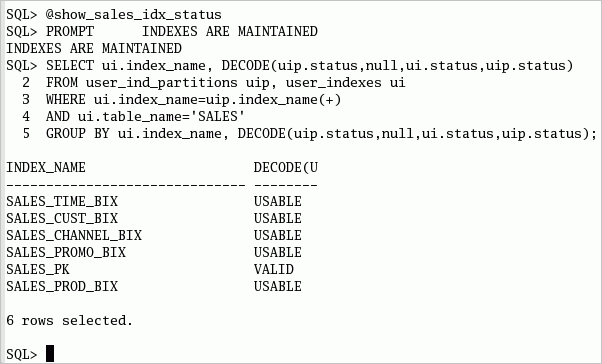 SQL> @show_sales_idx_status
SQL> PROMPT      INDEXES ARE MAINTAINED
INDEXES ARE MAINTAINED
SQL> SELECT ui.index_name, DECODE(uip.status,null,ui.status,uip.status)
  2  FROM user_ind_partitions uip, user_indexes ui
  3  WHERE ui.index_name=uip.index_name(+)
  4  AND ui.table_name='SALES'
  5  GROUP BY ui.index_name, DECODE(uip.status,null,ui.status,uip.status);
INDEX_NAME                     DECODE(U
------------------------------ --------
SALES_TIME_BIX                 USABLE
SALES_CUST_BIX                 USABLE
SALES_CHANNEL_BIX              USABLE
SALES_PROMO_BIX                USABLE
SALES_PK                       VALID
SALES_PROD_BIX                 USABLE
6 rows selected.
SQL>